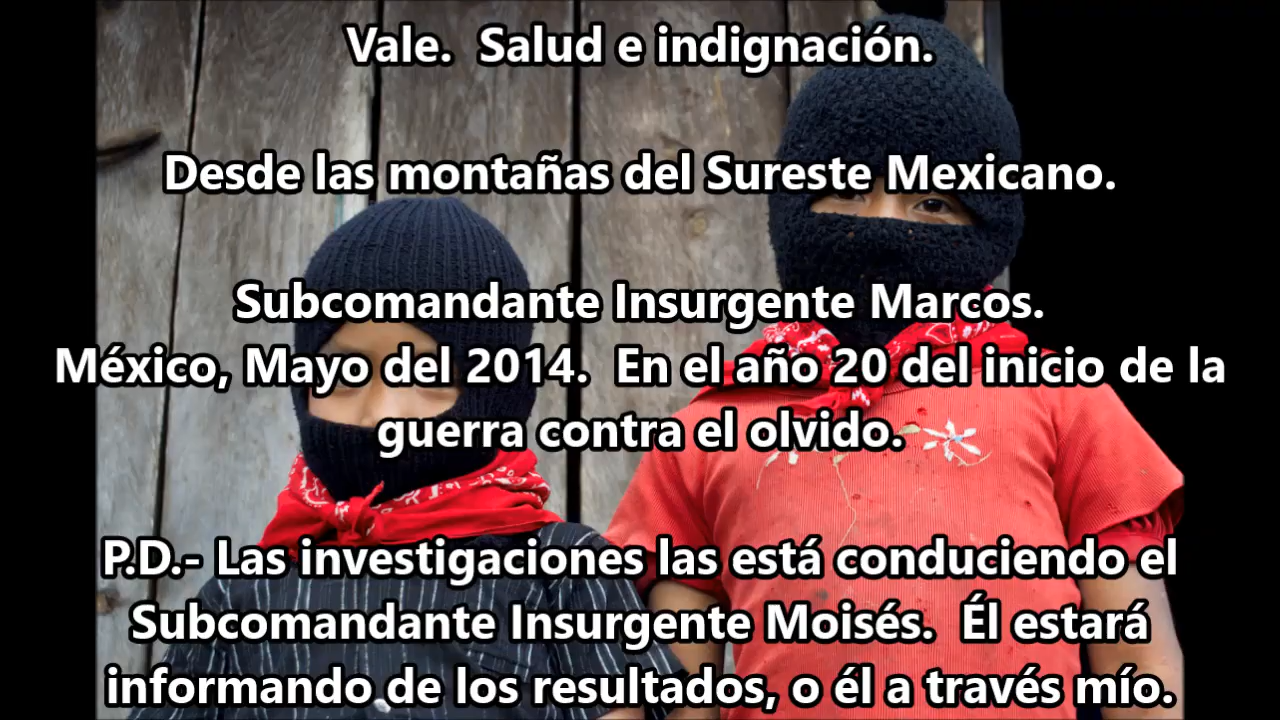 Vale.  Salud e indignación.
Desde las montañas del Sureste Mexicano.
Subcomandante Insurgente Marcos.
México, Mayo del 2014.  En el año 20 del inicio de la
guerra contra el olvido.
P.D.- Las investigaciones las está conduciendo el
Subcomandante Insurgente Moisés.  Él estará
informando de los resultados, o él a través mío.